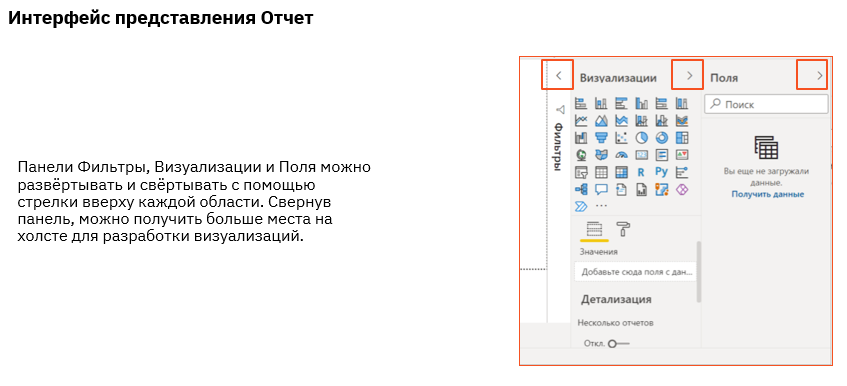 Интерфейс представления Отчет
Панели Фильтры, Визуализации и Поля можно
развёртывать и свёртывать с помощью
стрелки вверху каждой области. Свернув
панель, можно получить больше места на
холсте для разработки визуализаций.
Фильтры
Визуализации
R
Py
Значения
Добавьте сюда поля с дан...
Детализация
Несколько отчетов
Откл.
Поля
Поиск
Вы еще не загружали
данные.
Получить данные